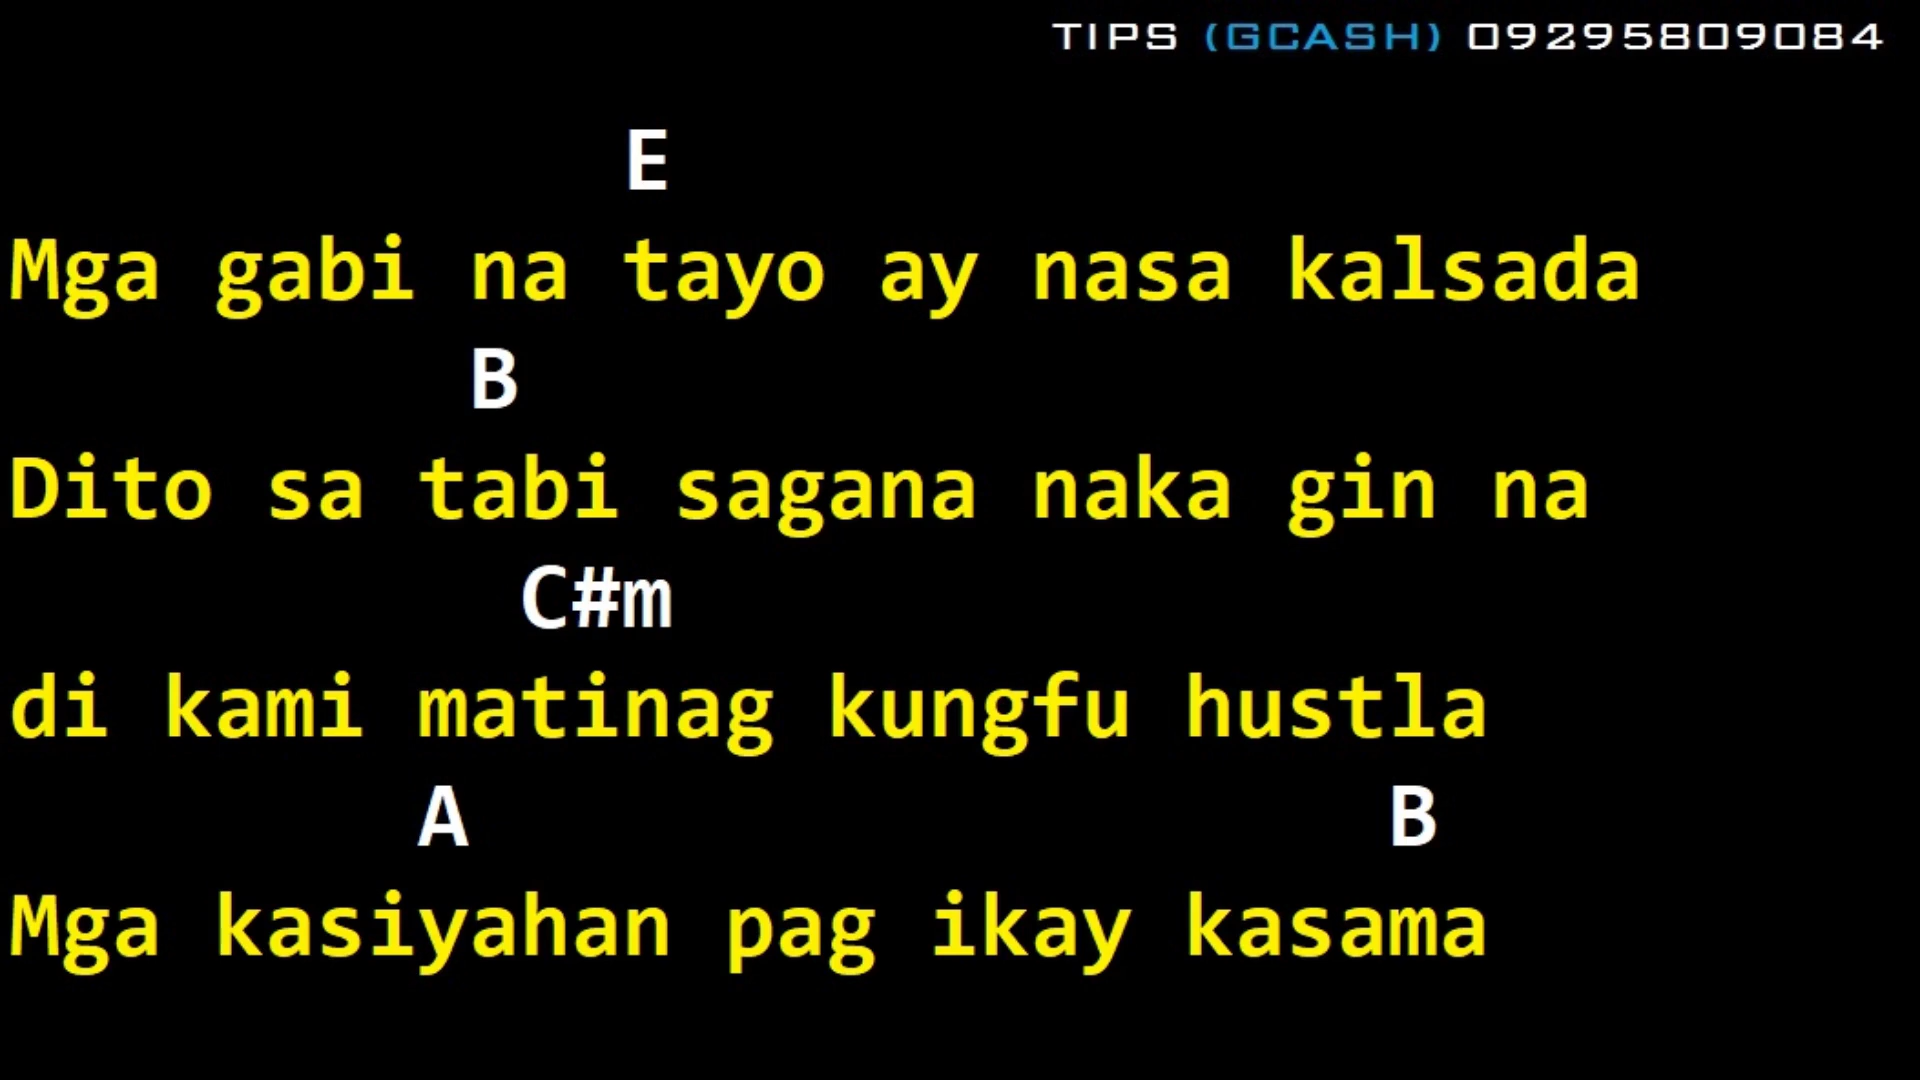 TIPS (GCASH) 09295809084
E
Mga gabi na tayo ay nasa kalsada
B
Dito sa tabi sagana naka gin na
C#m
di kami matinag kungfu hustla
A B
Mga kasiyahan pag ikay kasama